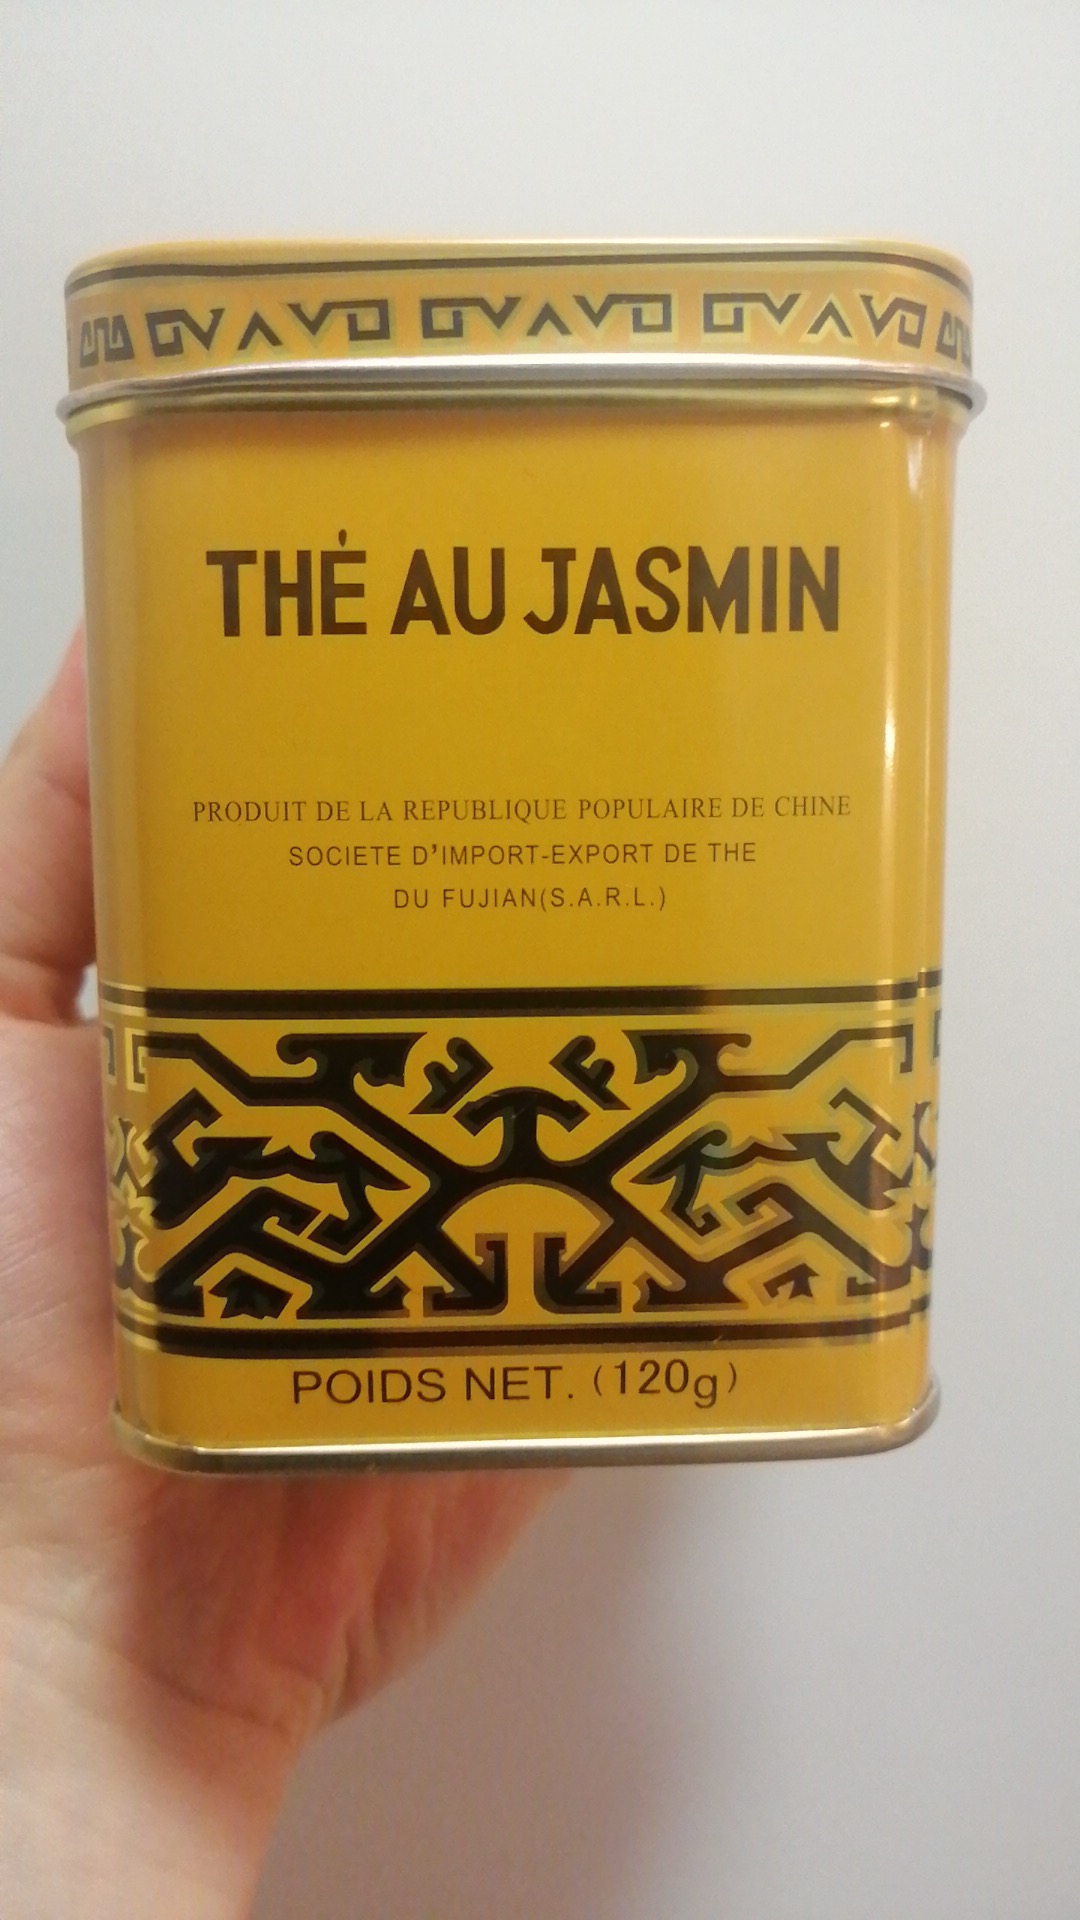 THÉ AU JASMIN
PRODUIT DE LA REPUBLIQUE POPULAIRE DE CHINE
SOCIETE D'IMPORT-EXPORT DE THE
DU FUJIAN(S.A.R.L.)
POIDS NET. (120g)